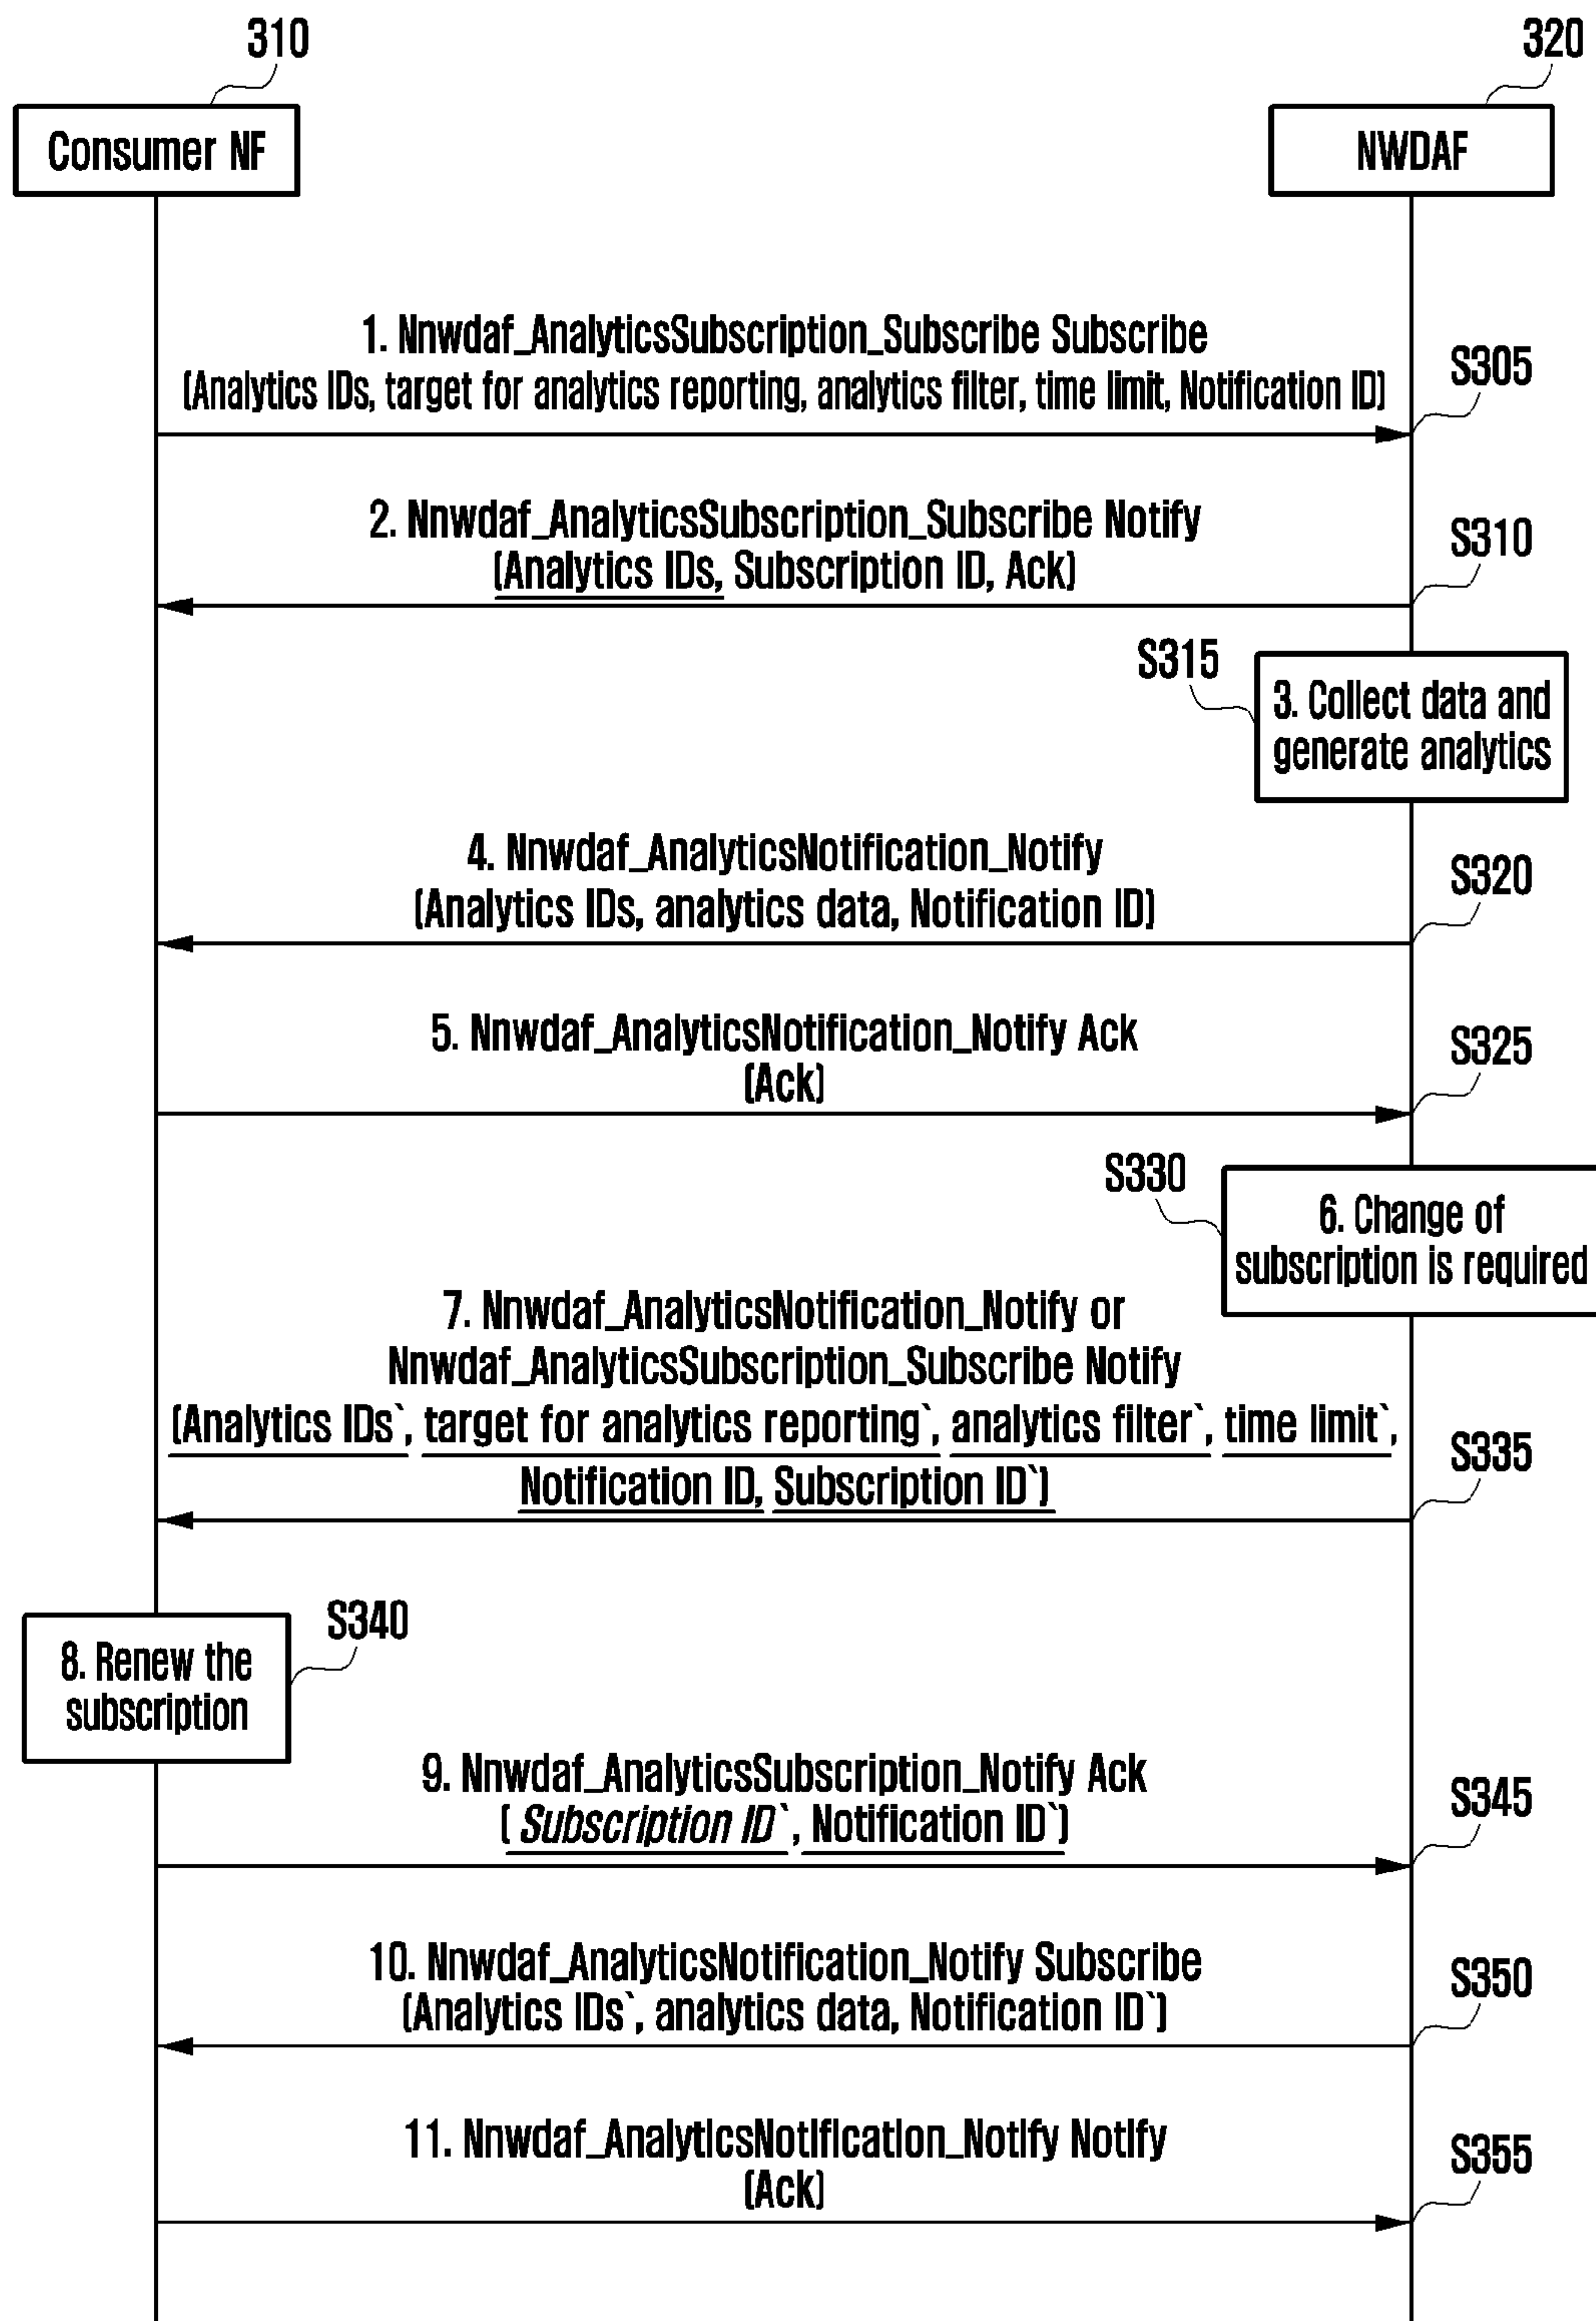 310
320
Consumer NF
NWDAF
1. Nnwdaf_AnalyticsSubscription_Subscribe Subscribe
(Analytics IDs, target for analytics reporting, analytics filter, time limit, Notification ID)
S305
2. Nnwdaf_AnalyticsSubscription_Subscribe Notify
(Analytics IDs, Subscription ID, Ack)
S310
S315
3. Collect data and
generate analytics
4. Nnwdaf_AnalyticsNotification_Notify
(Analytics IDs, analytics data, Notification ID)
S320
5. Nnwdaf_AnalyticsNotification_Notify Ack
(Ack)
S325
S330
6. Change of
subscription is required
7. Nnwdaf_AnalyticsNotification_Notify or
Nnwdaf_AnalyticsSubscription_Subscribe Notify
(Analytics IDs`, target for analytics reporting`, analytics filter`, time limit`,
Notification ID, Subscription ID`)
S335
8. Renew the
subscription
S340
9. Nnwdaf_AnalyticsSubscription_Notify Ack
( Subscription ID`, Notification ID`)
S345
10. Nnwdaf_AnalyticsNotification_Notify Subscribe
(Analytics IDs`, analytics data, Notification ID`)
S350
11. Nnwdaf_AnalyticsNotification_Notify Notify
(Ack)
S355